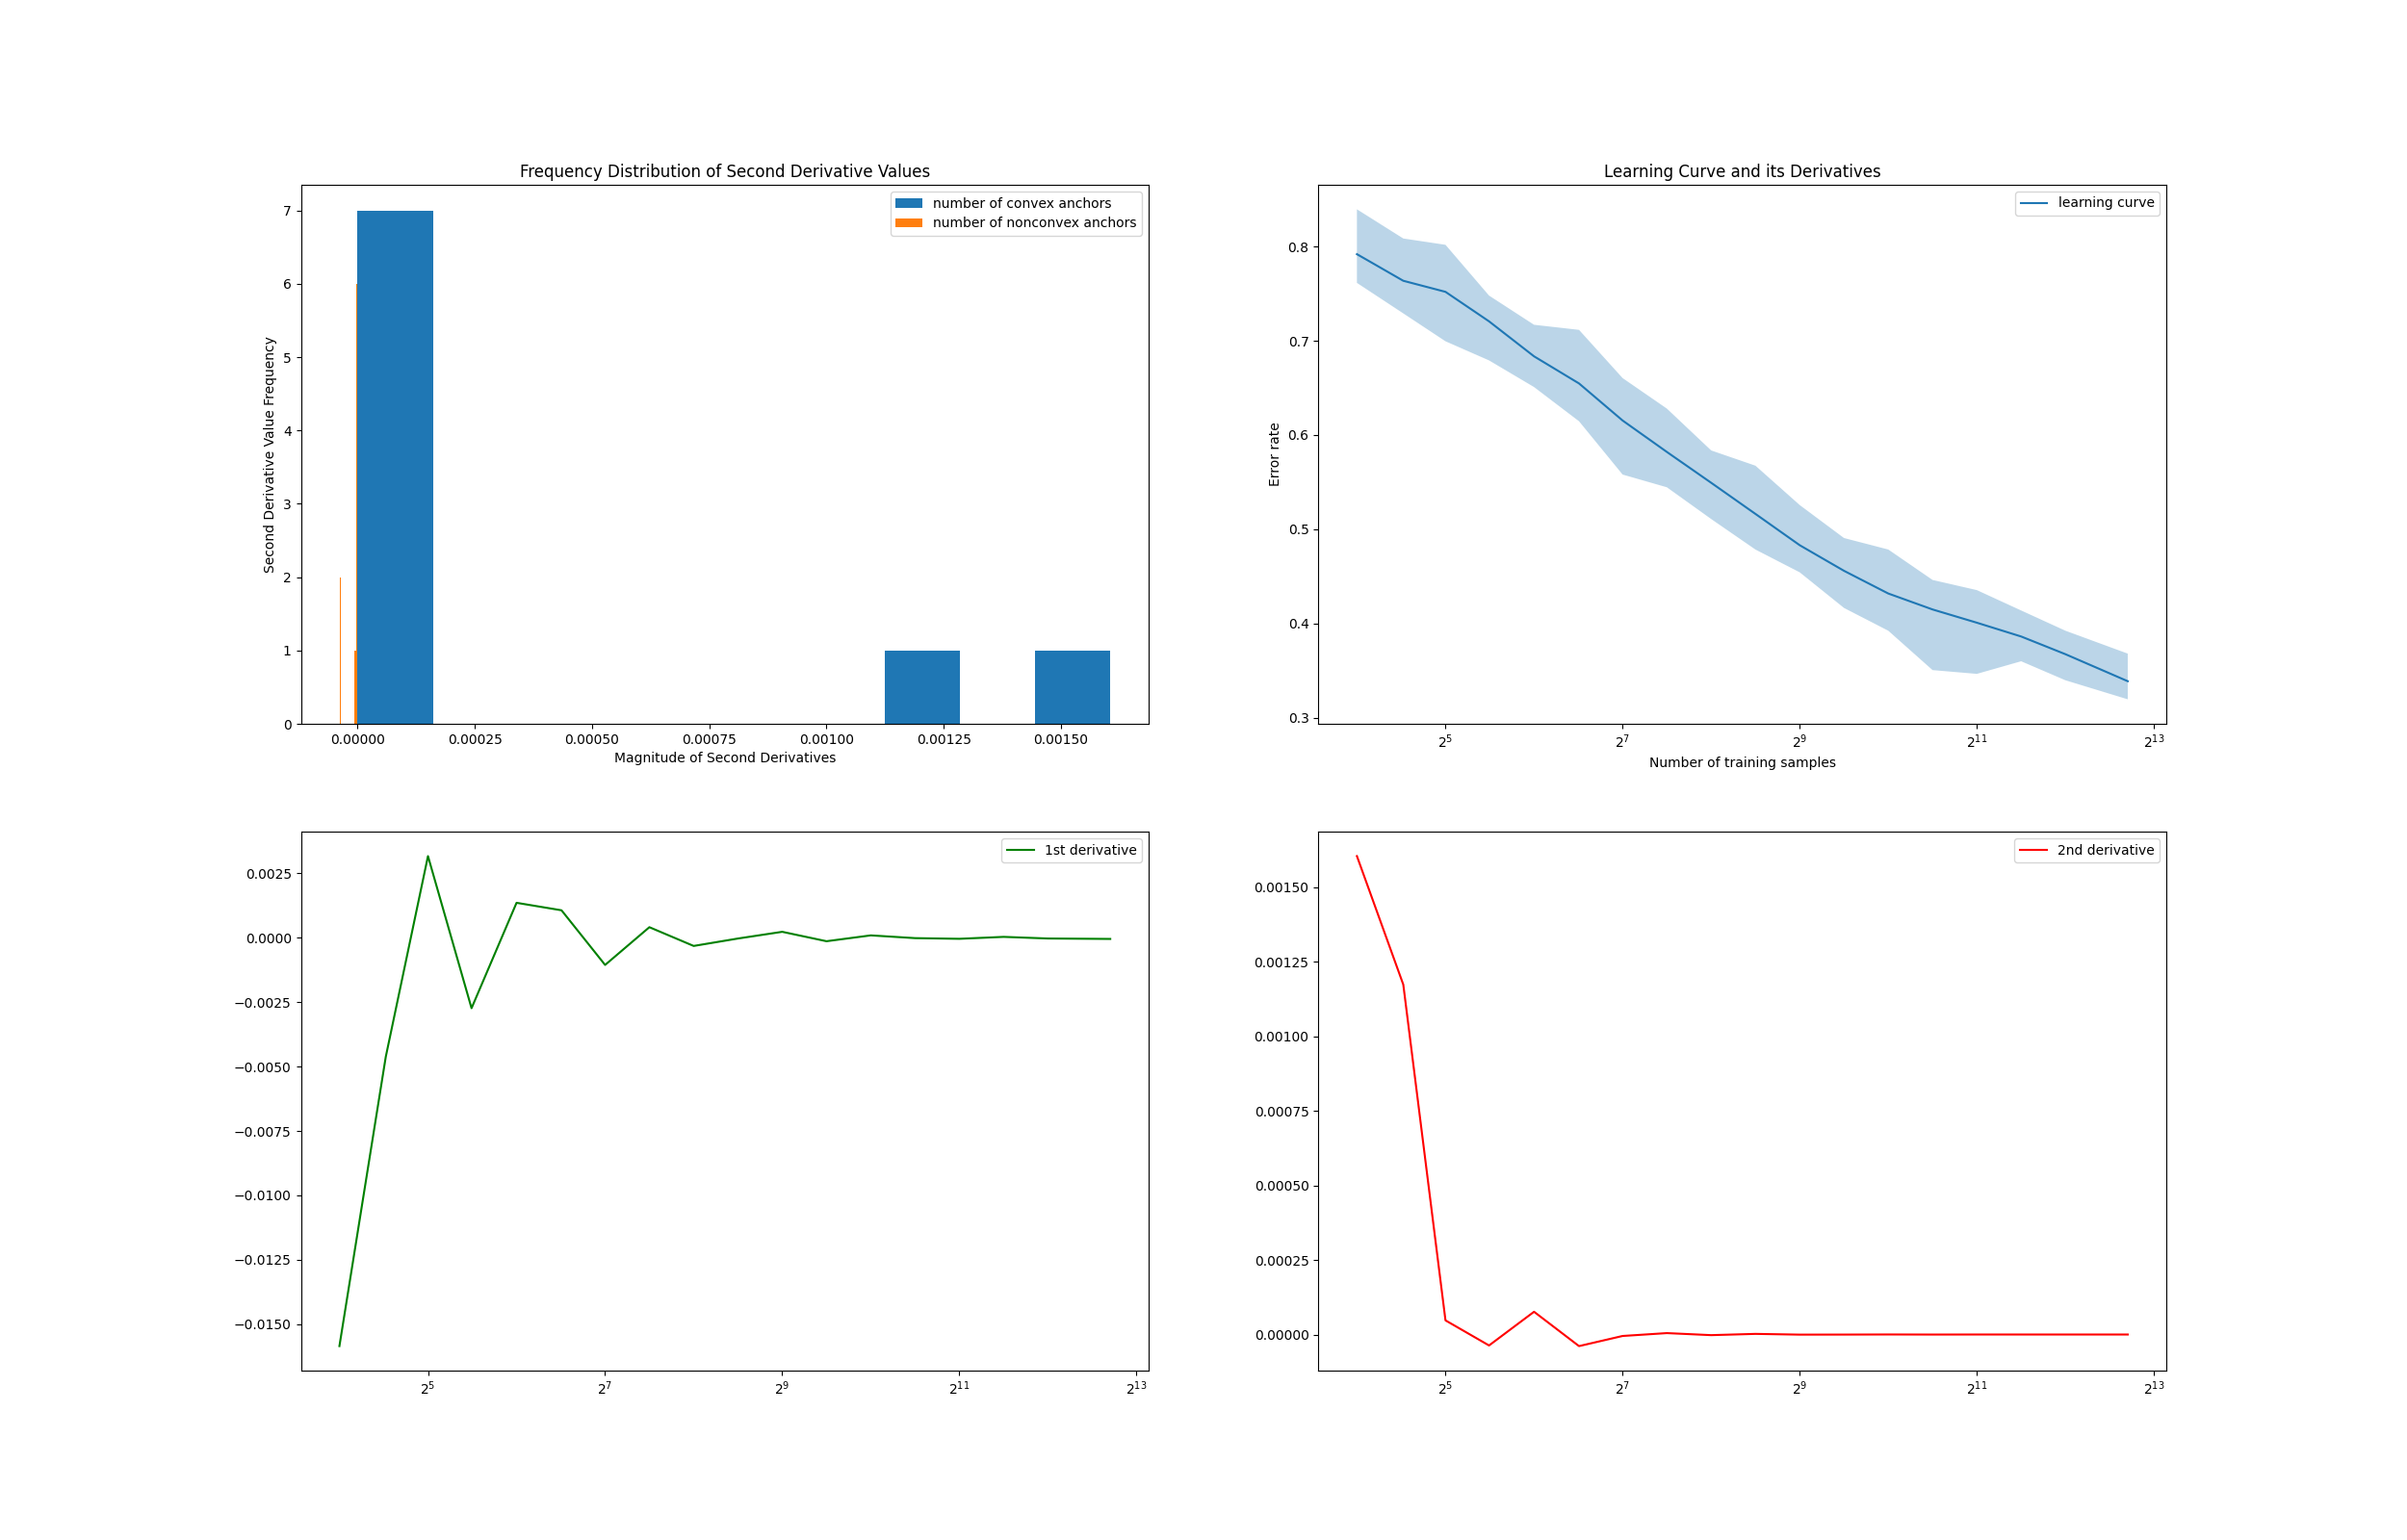 Frequency Distribution of Second Derivative Values
number of convex anchors
number of nonconvex anchors
Second Derivative Value Frequency
7
6
5
4
3
2
1
0
0.00000 0.00025 0.00050 0.00075 0.00100 0.00125 0.00150
Magnitude of Second Derivatives
Learning Curve and its Derivatives
learning curve
Error rate
0.8
0.7
0.6
0.5
0.4
0.3
2^5 2^7 2^9 2^11 2^13
Number of training samples
1st derivative
0.0025
0.0000
−0.0025
−0.0050
−0.0075
−0.0100
−0.0125
−0.0150
2^5 2^7 2^9 2^11 2^13
2nd derivative
0.00150
0.00125
0.00100
0.00075
0.00050
0.00025
0.00000
2^5 2^7 2^9 2^11 2^13